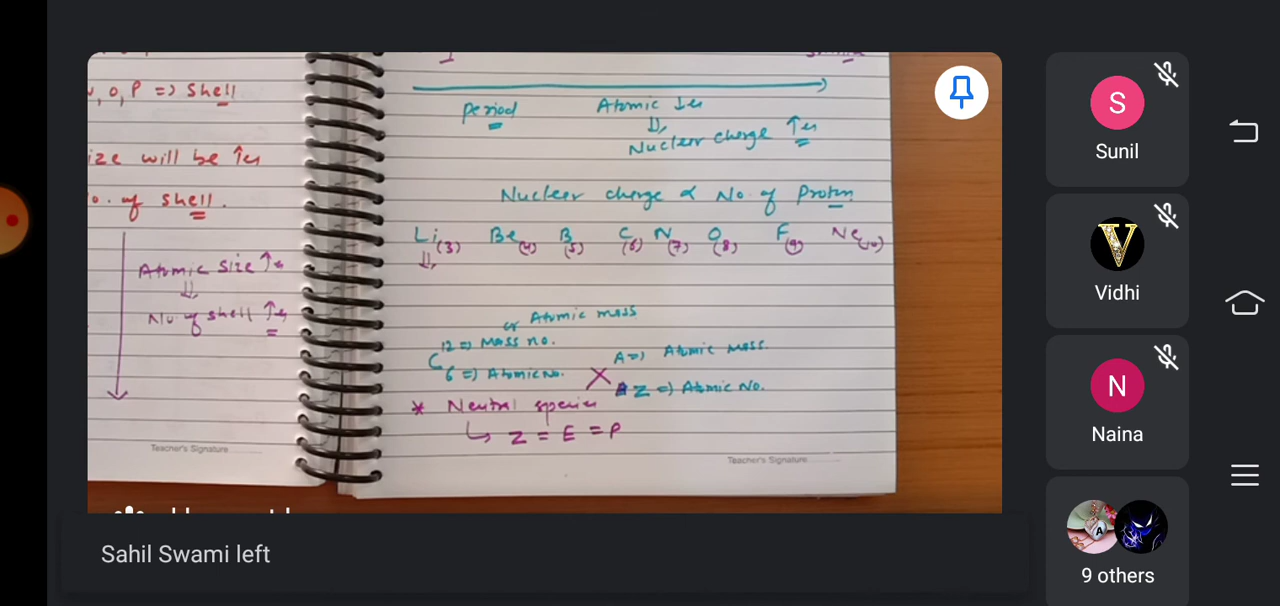 N, O, P => Shell
ize will be ↑es
o. of shell.
Atomic size ↑es
⇓
No of shell ↑es
Teacher's Signature
Period
Atomic ↓es
⇓
Nuclear charge ↑es
Nuclear charge ∝ No of Proton
Li(3) Be(4) B(5) C(6) N(7) O(8) F(9) Ne(10)
⇓
or Atomic mass
C 12 => Mass no.
6 => Atomic No.
X A => Atomic Mass.
Z => Atomic No.
* Neutral species
↳ Z = E = P
Teacher's Signature
S
Sunil
V
Vidhi
N
Naina
A
9 others
Sahil Swami left